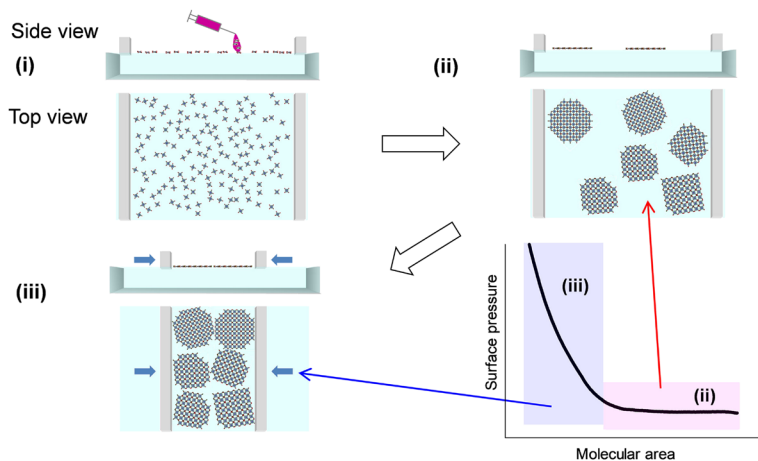 Side view
(i)
(ii)
Top view
(iii)
Surface pressure
(iii)
(ii)
Molecular area